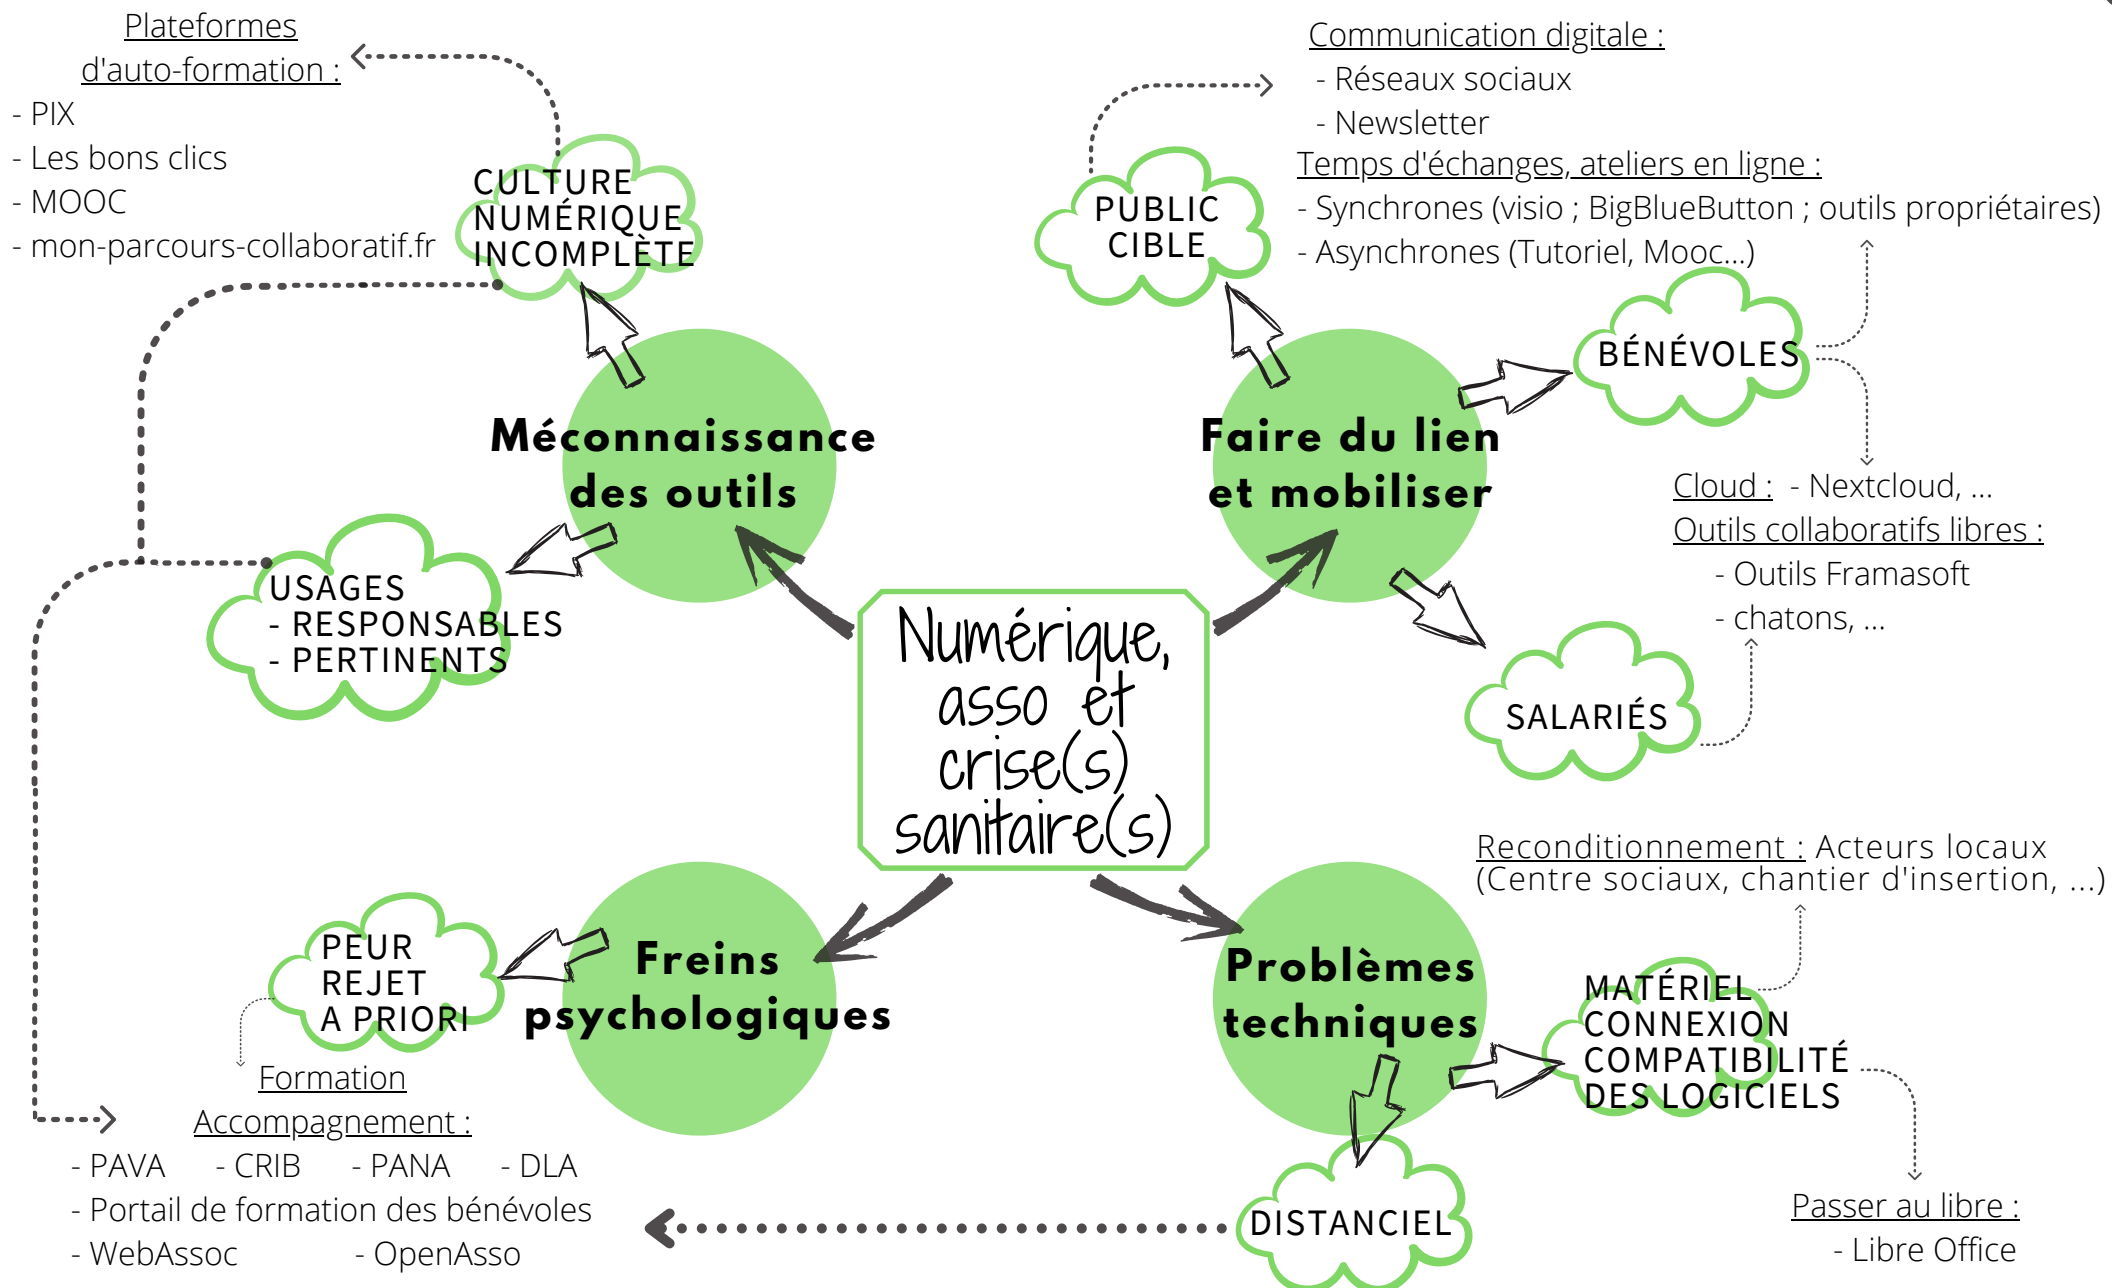 Plateformes
d'auto-formation :
- PIX
- Les bons clics
- MOOC
- mon-parcours-collaboratif.fr
CULTURE
NUMÉRIQUE
INCOMPLÈTE
Communication digitale :
- Réseaux sociaux
- Newsletter
Temps d'échanges, ateliers en ligne :
- Synchrones (visio ; BigBlueButton ; outils propriétaires)
- Asynchrones (Tutoriel, Mooc...)
PUBLIC
CIBLE
BÉNÉVOLES
Méconnaissance
des outils
Faire du lien
et mobiliser
Cloud : - Nextcloud, ...
Outils collaboratifs libres :
- Outils Framasoft
- chatons, ...
USAGES
- RESPONSABLES
- PERTINENTS
Numérique,
asso et
crise(s)
sanitaire(s)
SALARIÉS
Reconditionnement : Acteurs locaux
(Centre sociaux, chantier d'insertion, ...)
PEUR
REJET
A PRIORI
Freins
psychologiques
Problèmes
techniques
MATÉRIEL
CONNEXION
COMPATIBILITÉ
DES LOGICIELS
Formation
Accompagnement :
- PAVA - CRIB - PANA - DLA
- Portail de formation des bénévoles
- WebAssoc - OpenAsso
DISTANCIEL
Passer au libre :
- Libre Office